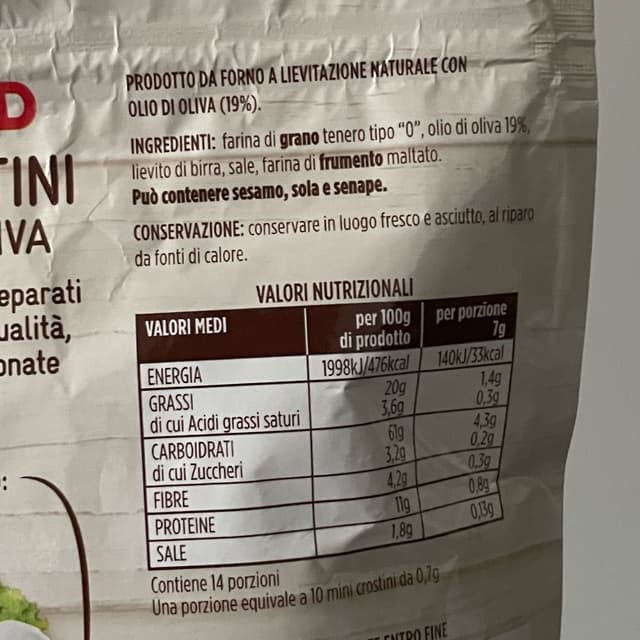 D
TINI
IVA
eparati
ualità,
onate
PRODOTTO DA FORNO A LIEVITAZIONE NATURALE CON
OLIO DI OLIVA (19%).
INGREDIENTI: farina di grano tenero tipo "0", olio di oliva 19%,
lievito di birra, sale, farina di frumento maltato.
Può contenere sesamo, soia e senape.
CONSERVAZIONE: conservare in luogo fresco e asciutto, al riparo
da fonti di calore.
VALORI NUTRIZIONALI
VALORI MEDI per 100g di prodotto per porzione 7g
ENERGIA 1998kJ/476kcal 140kJ/33kcal
GRASSI 20g 1,4g
di cui Acidi grassi saturi 3,6g 0,3g
CARBOIDRATI 61g 4,3g
di cui Zuccheri 3,2g 0,2g
FIBRE 4,2g 0,3g
PROTEINE 11g 0,8g
SALE 1,8g 0,13g
Contiene 14 porzioni
Una porzione equivale a 10 mini crostini da 0,7g
ENTRO FINE